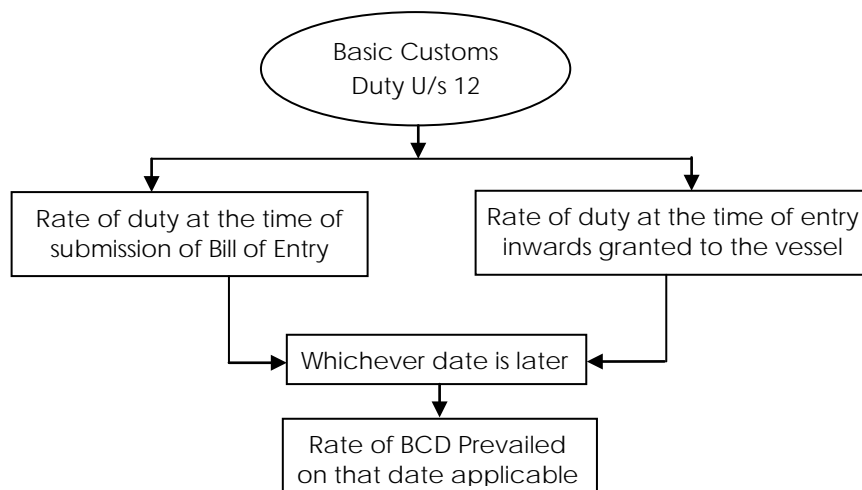 Basic Customs
Duty U/s 12
Rate of duty at the time of
submission of Bill of Entry
Rate of duty at the time of entry
inwards granted to the vessel
Whichever date is later
Rate of BCD Prevailed
on that date applicable